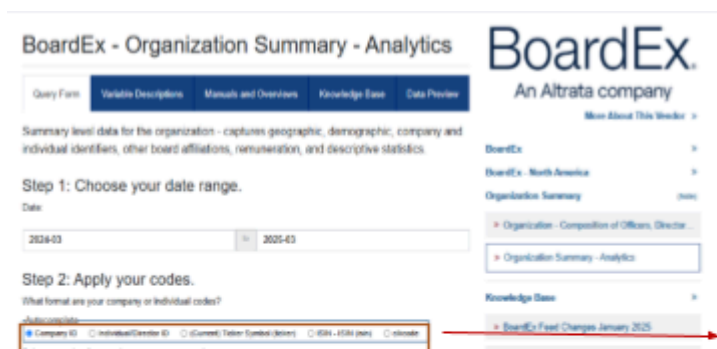 BoardEx - Organization Summary - Analytics
Query Form
Variable Descriptions
Manuals and Overviews
Knowledge Base
Data Preview
Summary level data for the organization - captures geographic, demographic, company and
individual identifiers, other board affiliations, remuneration, and descriptive statistics.
Step 1: Choose your date range.
Date
2024-03
to
2025-03
Step 2: Apply your codes.
What format are your company or individual codes?
Autocomplete
Company ID
Individual/Director ID
(Current) Ticker Symbol (ticker)
ISIN - ISIN (isin)
BoardEx.
An Altrata company
More About This Vendor >
BoardEx >
BoardEx - North America >
Organization Summary (hide)
Organization - Composition of Officers, Director...
Organization Summary - Analytics
Knowledge Base >
BoardEx Feed Changes January 2025